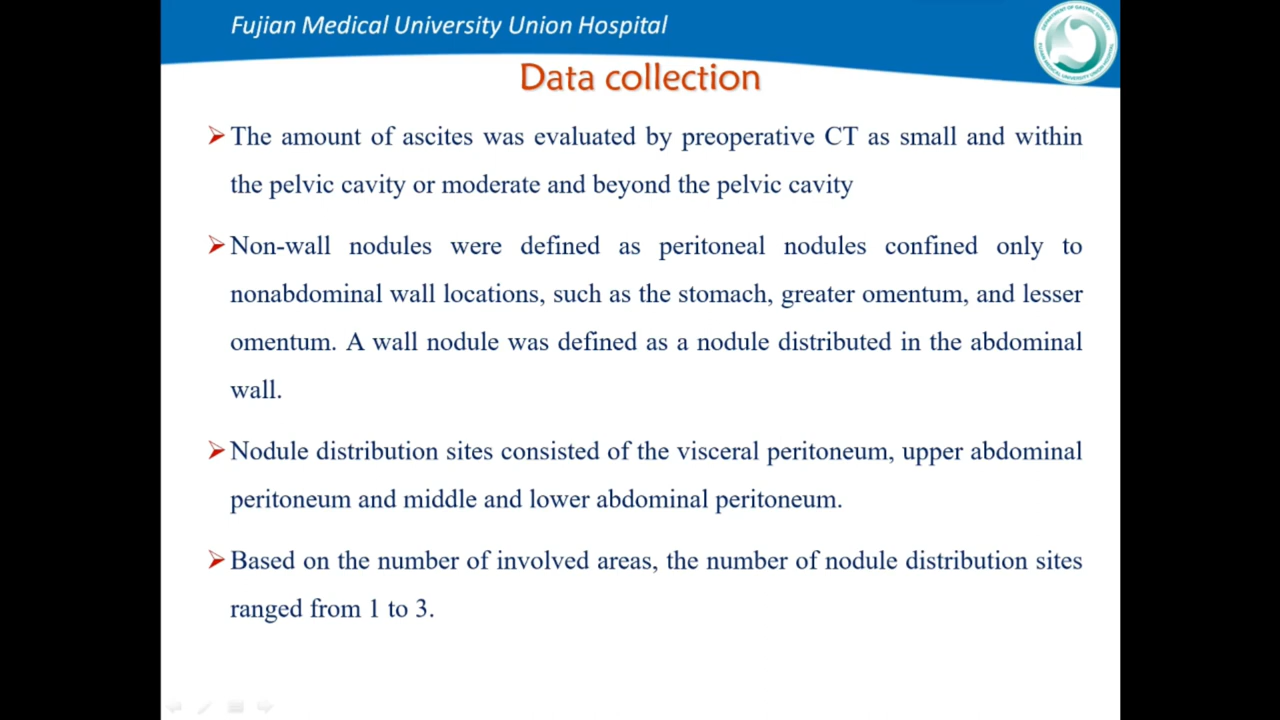 Fujian Medical University Union Hospital
Data collection
The amount of ascites was evaluated by preoperative CT as small and within
the pelvic cavity or moderate and beyond the pelvic cavity
Non-wall nodules were defined as peritoneal nodules confined only to
nonabdominal wall locations, such as the stomach, greater omentum, and lesser
omentum. A wall nodule was defined as a nodule distributed in the abdominal
wall.
Nodule distribution sites consisted of the visceral peritoneum, upper abdominal
peritoneum and middle and lower abdominal peritoneum.
Based on the number of involved areas, the number of nodule distribution sites
ranged from 1 to 3.